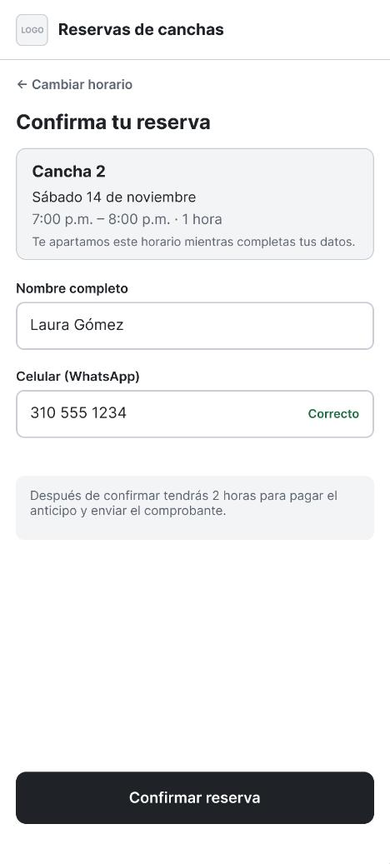 LOGO
Reservas de canchas
← Cambiar horario
Confirma tu reserva
Cancha 2
Sábado 14 de noviembre
7:00 p.m. – 8:00 p.m. · 1 hora
Te apartamos este horario mientras completas tus datos.
Nombre completo
Laura Gómez
Celular (WhatsApp)
310 555 1234
Correcto
Después de confirmar tendrás 2 horas para pagar el
anticipo y enviar el comprobante.
Confirmar reserva